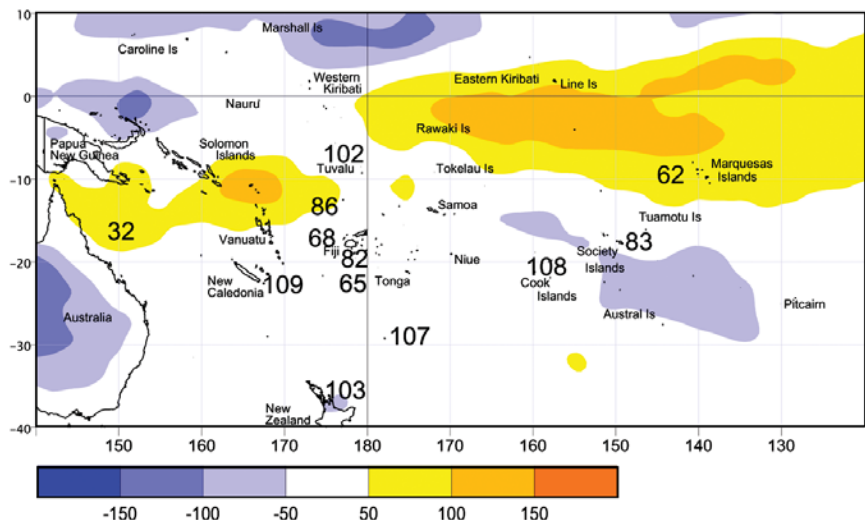 10
Marshall Is
Caroline Is
Western
Kiribati
Eastern Kiribati
Line Is
0
Nauru
Rawaki Is
Papua
New Guinea
Solomon
Islands
102
Tuvalu
Tokelau Is
62
Marquesas
Islands
-10
86
Samoa
Tuamotu Is
32
Vanuatu
68
Fiji
82
Niue
83
Society
Islands
-20
New
Caledonia
109
65
Tonga
108
Cook
Islands
Austral Is
Pitcairn
Australia
107
-30
103
New
Zealand
-40
150
160
170
180
170
160
150
140
130
-150
-100
-50
50
100
150